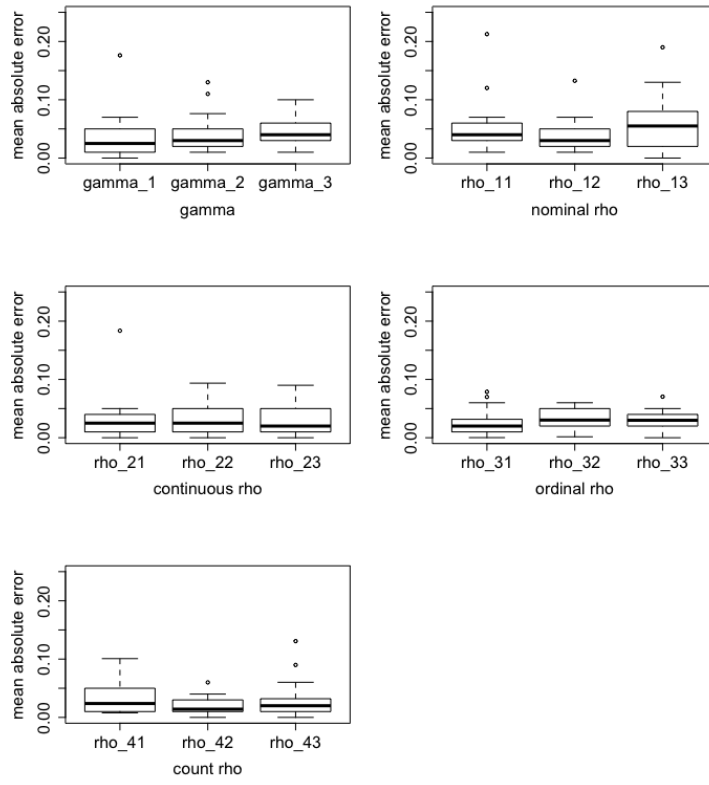 mean absolute error
0.00 0.10 0.20
gamma_1 gamma_2 gamma_3
gamma
mean absolute error
0.00 0.10 0.20
rho_11 rho_12 rho_13
nominal rho
mean absolute error
0.00 0.10 0.20
rho_21 rho_22 rho_23
continuous rho
mean absolute error
0.00 0.10 0.20
rho_31 rho_32 rho_33
ordinal rho
mean absolute error
0.00 0.10 0.20
rho_41 rho_42 rho_43
count rho